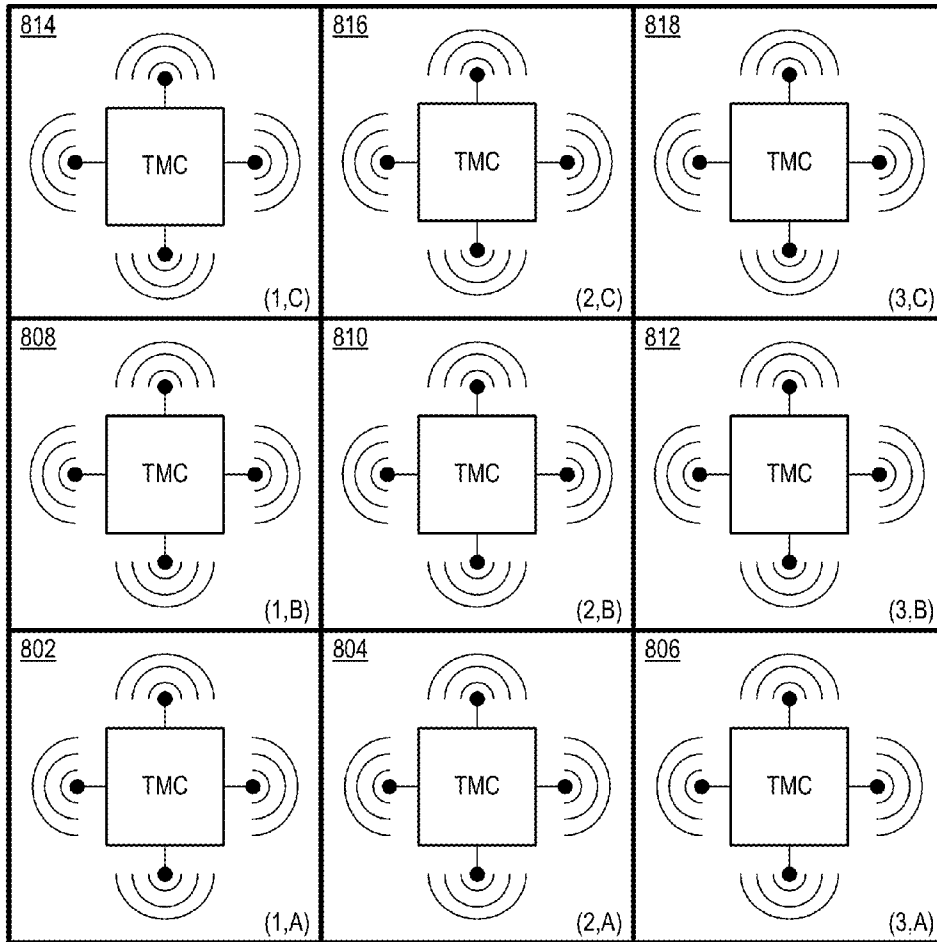 814
816
818
TMC
TMC
TMC
(1,C)
(2,C)
(3,C)
808
810
812
TMC
TMC
TMC
(1,B)
(2,B)
(3,B)
802
804
806
TMC
TMC
TMC
(1,A)
(2,A)
(3,A)